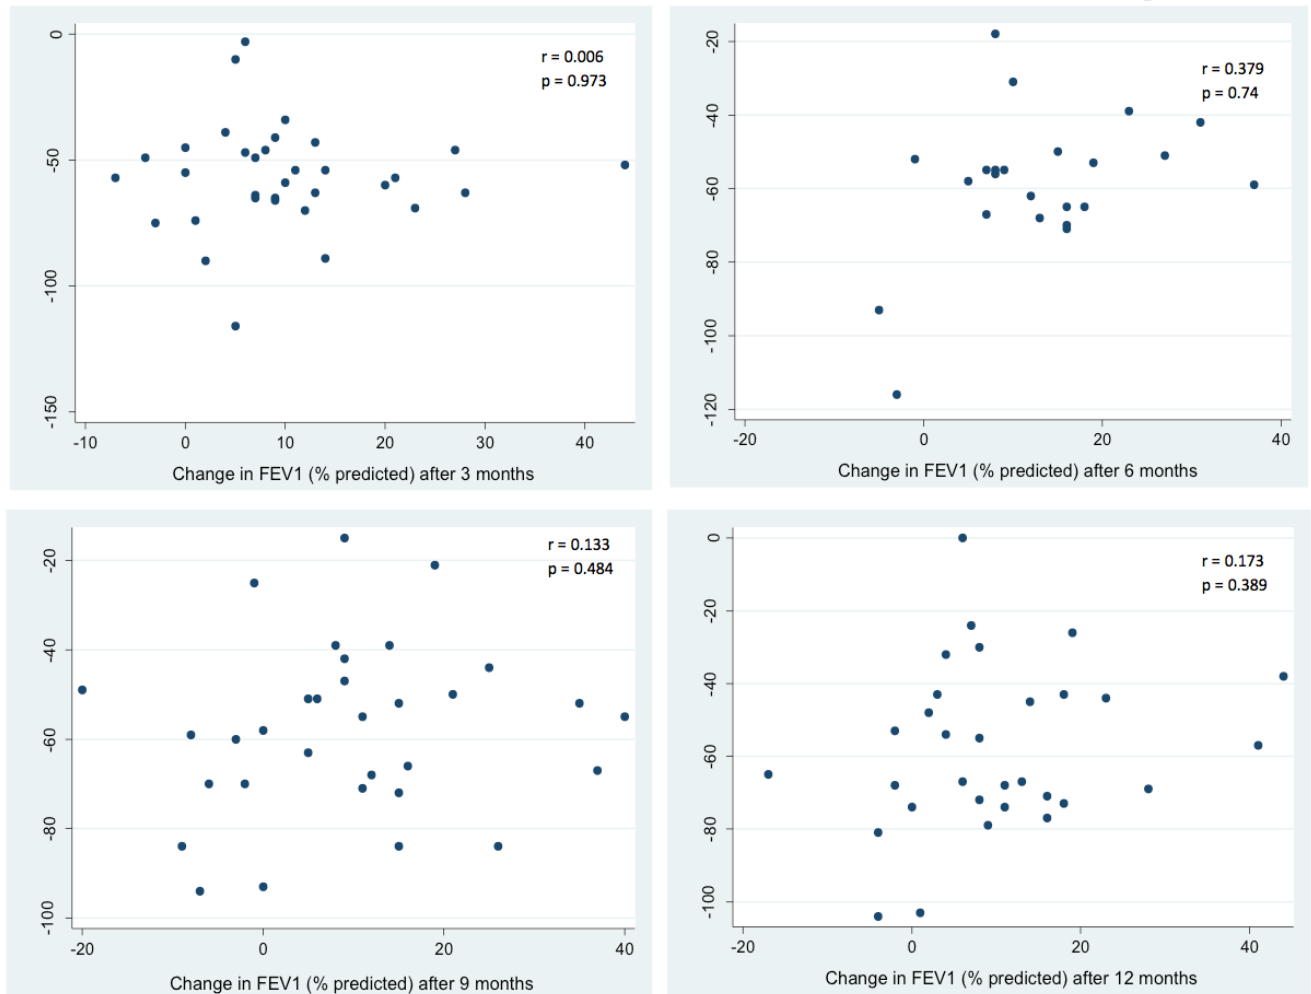 0
-50
-100
-150
r = 0.006
p = 0.973
-10 0 10 20 30 40
Change in FEV1 (% predicted) after 3 months
-20
-40
-60
-80
-100
-120
r = 0.379
p = 0.74
-20 0 20 40
Change in FEV1 (% predicted) after 6 months
-20
-40
-60
-80
-100
r = 0.133
p = 0.484
-20 0 20 40
Change in FEV1 (% predicted) after 9 months
0
-20
-40
-60
-80
-100
r = 0.173
p = 0.389
-20 0 20 40
Change in FEV1 (% predicted) after 12 months